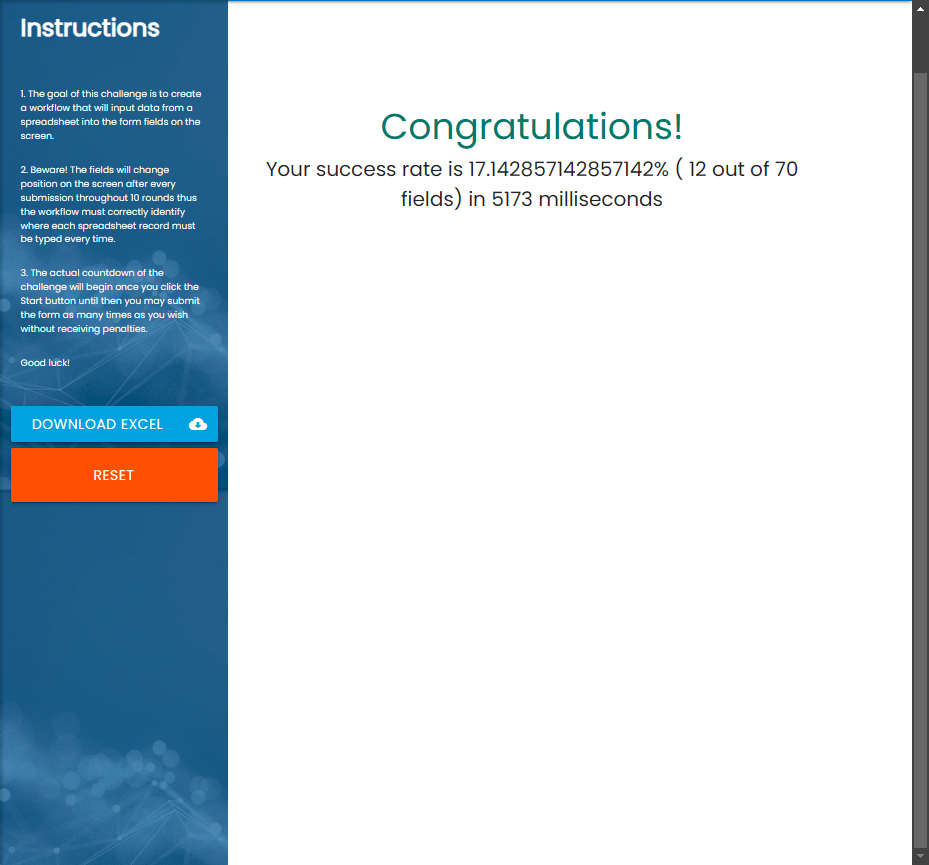 Instructions
1. The goal of this challenge is to create
a workflow that will input data from a
spreadsheet into the form fields on the
screen.
2. Beware! The fields will change
position on the screen after every
submission throughout 10 rounds thus
the workflow must correctly identify
where each spreadsheet record must
be typed every time.
3. The actual countdown of the
challenge will begin once you click the
Start button until then you may submit
the form as many times as you wish
without receiving penalties.
Good luck!
DOWNLOAD EXCEL
RESET
Congratulations!
Your success rate is 17.142857142857142% ( 12 out of 70
fields) in 5173 milliseconds